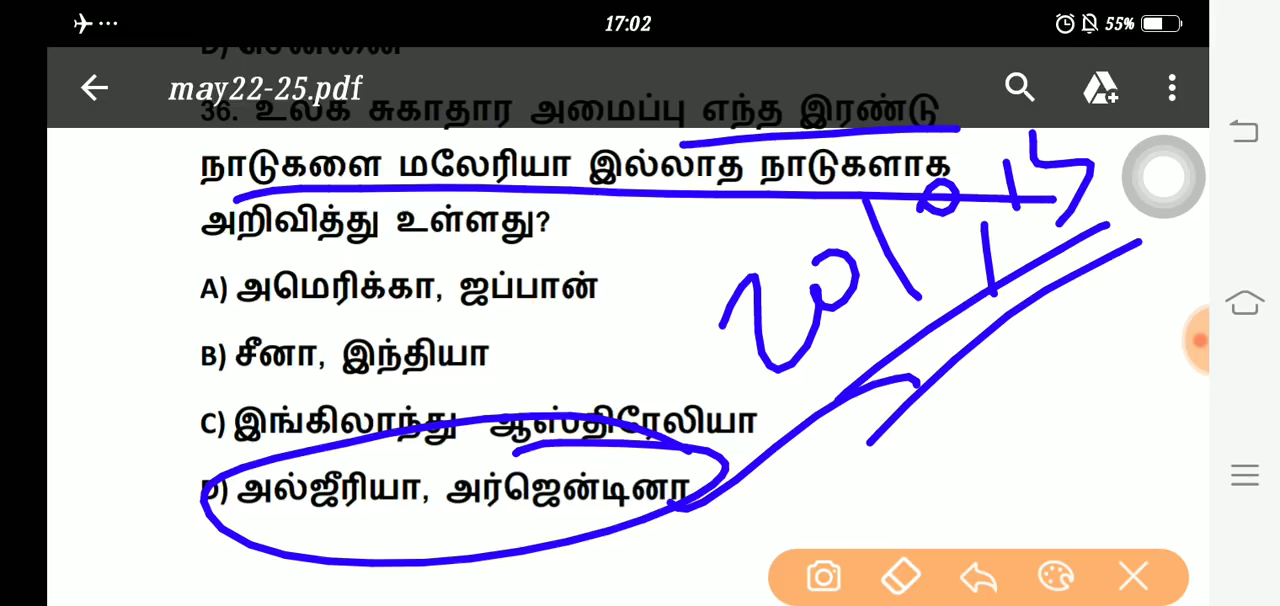 17:02
55%
D) சென்னை
may22-25.pdf
36. உலக சுகாதார அமைப்பு எந்த இரண்டு
நாடுகளை மலேரியா இல்லாத நாடுகளாக
அறிவித்து உள்ளது?
A) அமெரிக்கா, ஜப்பான்
B) சீனா, இந்தியா
C) இங்கிலாந்து ஆஸ்திரேலியா
D) அல்ஜீரியா, அர்ஜென்டினா